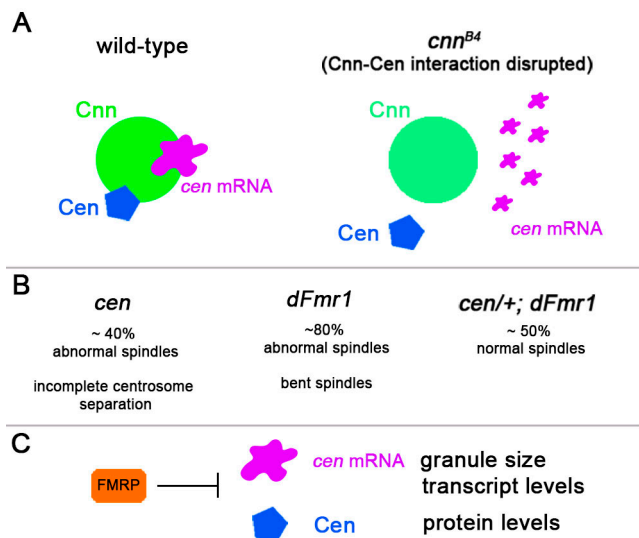 A
wild-type
cnnB4
(Cnn-Cen interaction disrupted)
Cnn
cen mRNA
Cen
Cnn
Cen
cen mRNA
B
cen
~ 40%
abnormal spindles
incomplete centrosome
separation
dFmr1
~80%
abnormal spindles
bent spindles
cen/+; dFmr1
~ 50%
normal spindles
C
FMRP
cen mRNA
granule size
transcript levels
Cen
protein levels